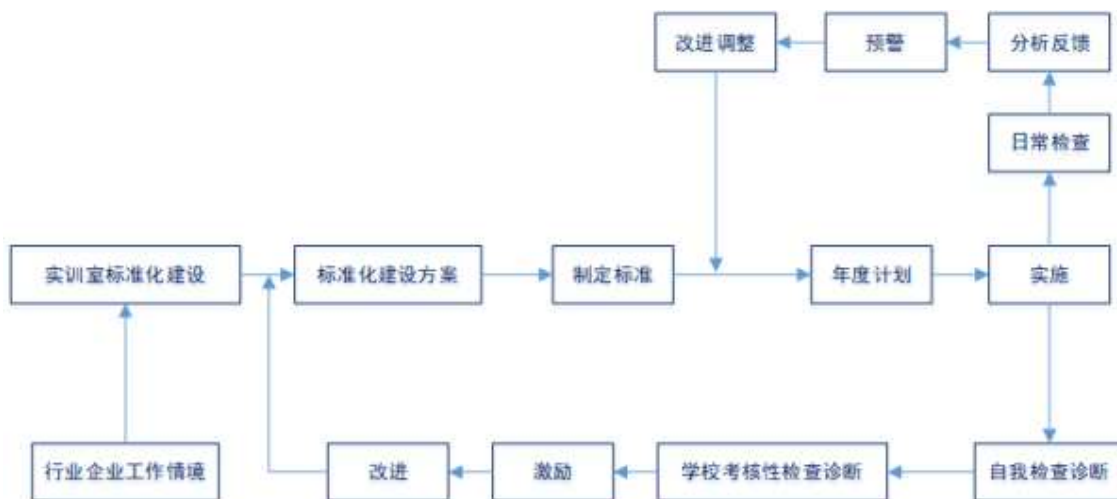 改进调整
预警
分析反馈
日常检查
实训室标准化建设
标准化建设方案
制定标准
年度计划
实施
行业企业工作情境
改进
激励
学校考核性检查诊断
自我检查诊断